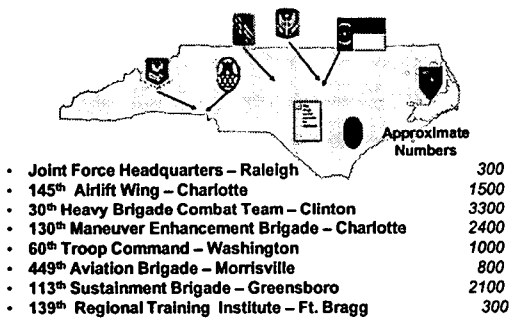 Approximate
Numbers
• Joint Force Headquarters – Raleigh 300
• 145th Airlift Wing – Charlotte 1500
• 30th Heavy Brigade Combat Team – Clinton 3300
• 130th Maneuver Enhancement Brigade – Charlotte 2400
• 60th Troop Command – Washington 1000
• 449th Aviation Brigade – Morrisville 800
• 113th Sustainment Brigade – Greensboro 2100
• 139th Regional Training Institute – Ft. Bragg 300